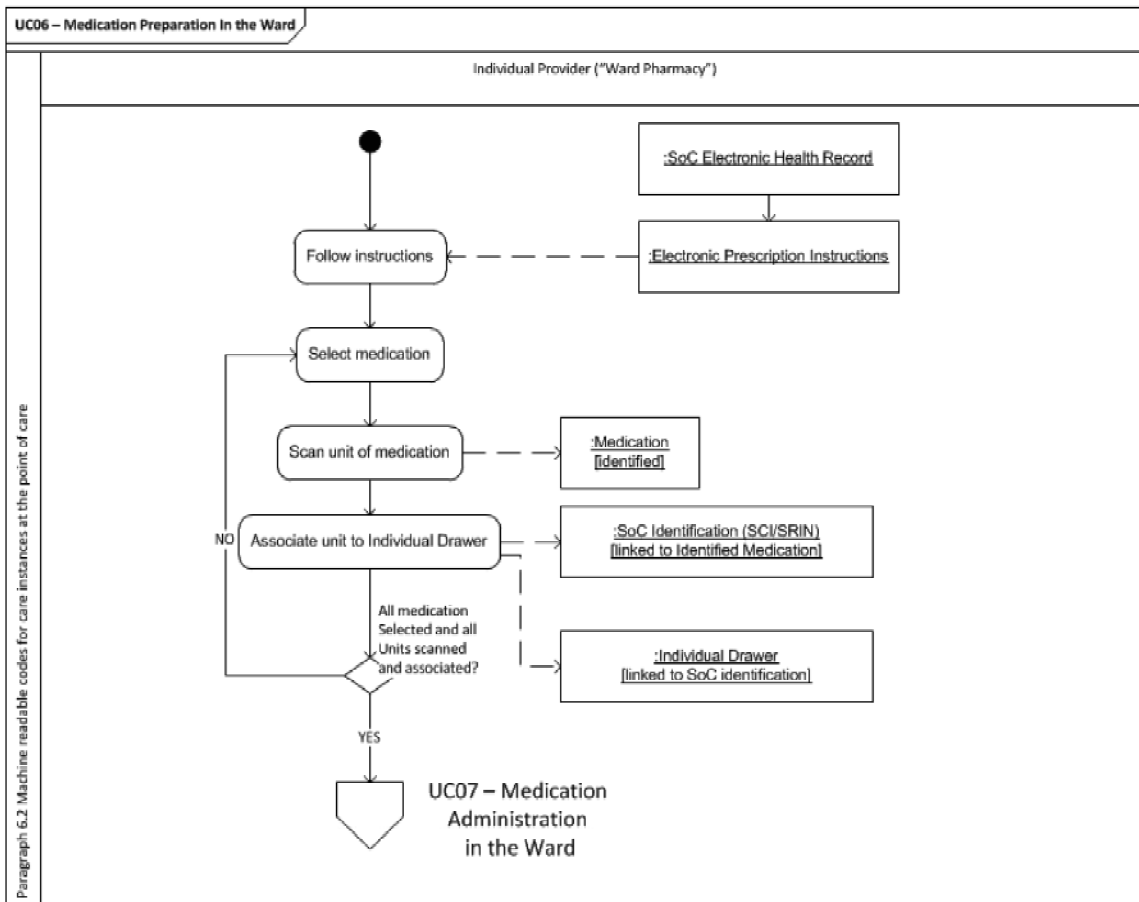 UC06 – Medication Preparation In the Ward
Individual Provider ("Ward Pharmacy")
Paragraph 6.2 Machine readable codes for care instances at the point of care
:SoC Electronic Health Record
Follow instructions
:Electronic Prescription Instructions
Select medication
Scan unit of medication
:Medication
[identified]
Associate unit to Individual Drawer
:SoC Identification (SCI/SRIN)
[linked to Identified Medication]
NO
All medication
Selected and all
Units scanned
and associated?
:Individual Drawer
[linked to SoC identification]
YES
UC07 – Medication
Administration
in the Ward